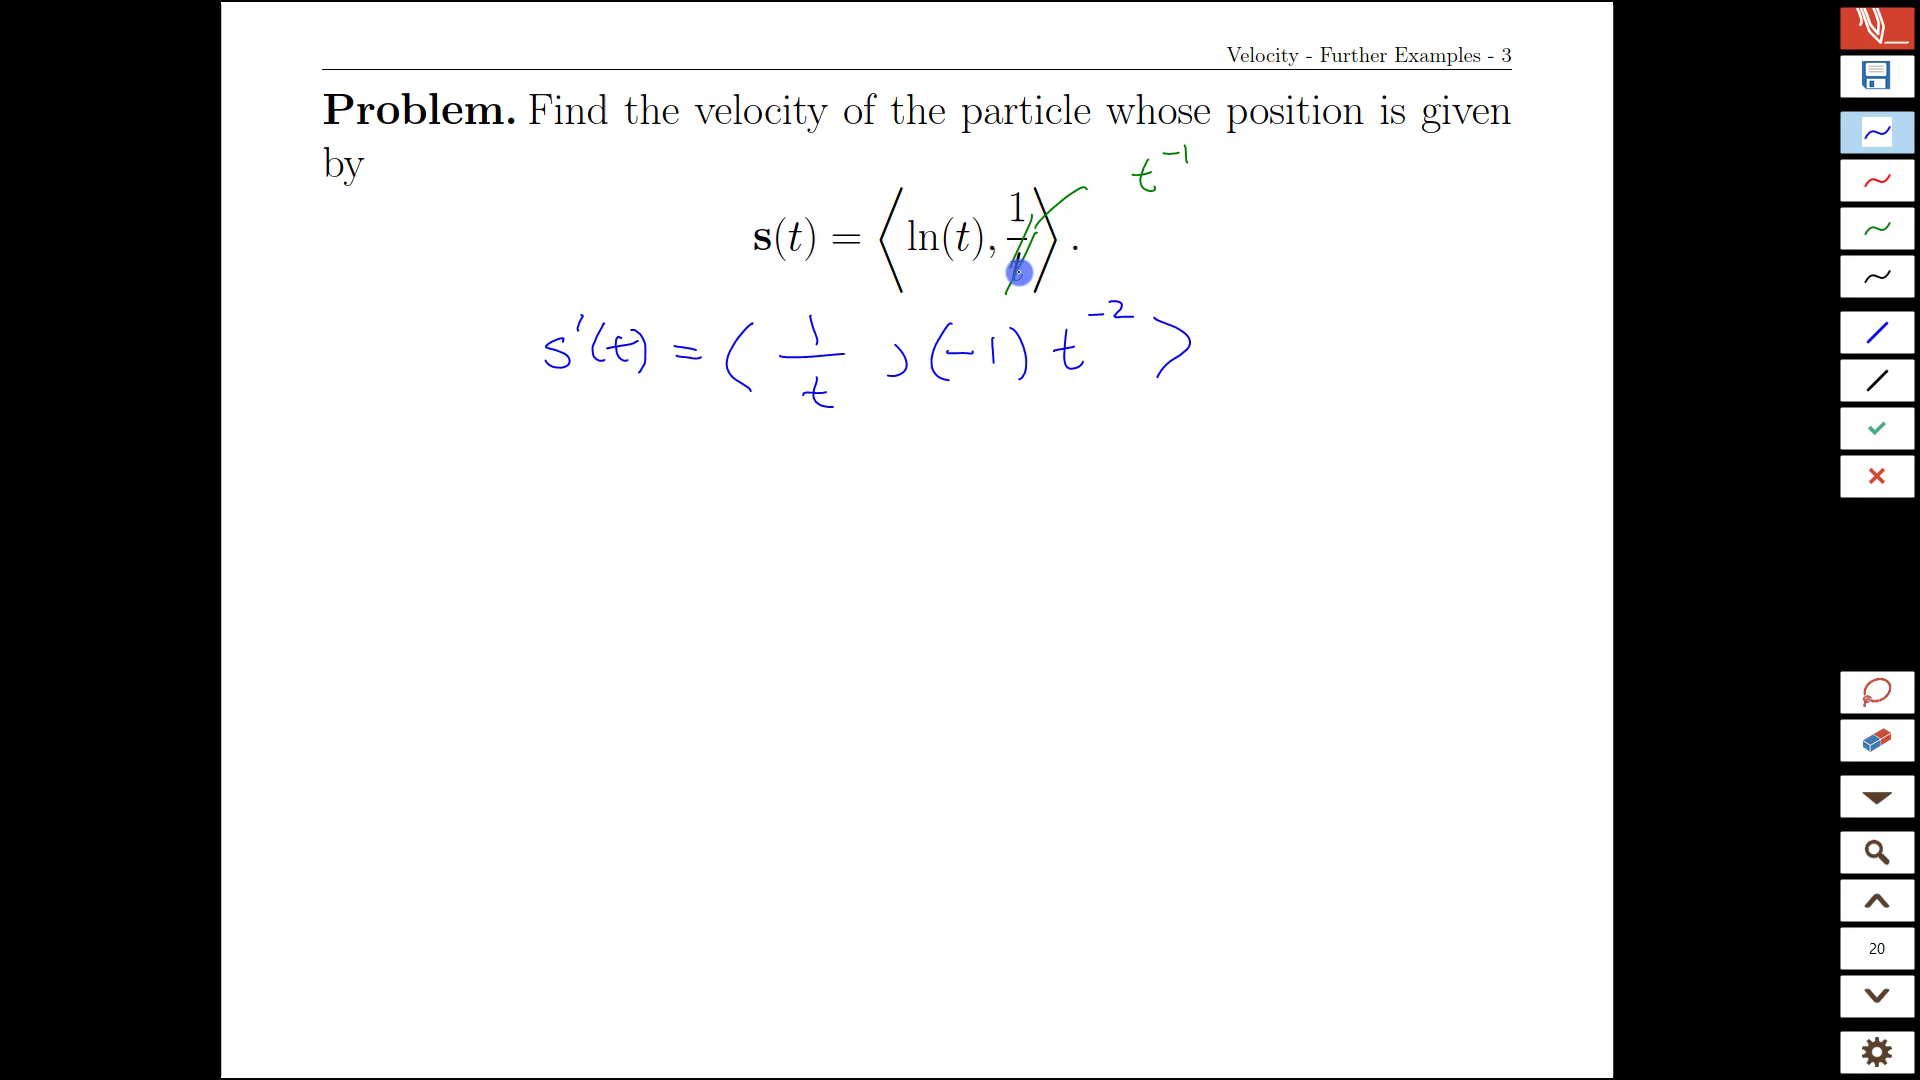 Velocity - Further Examples - 3
Problem. Find the velocity of the particle whose position is given
by
t⁻¹
s(t) = ⟨ln(t), 1/t⟩.
s'(t) = ⟨1/t, (-1) t⁻²⟩
20